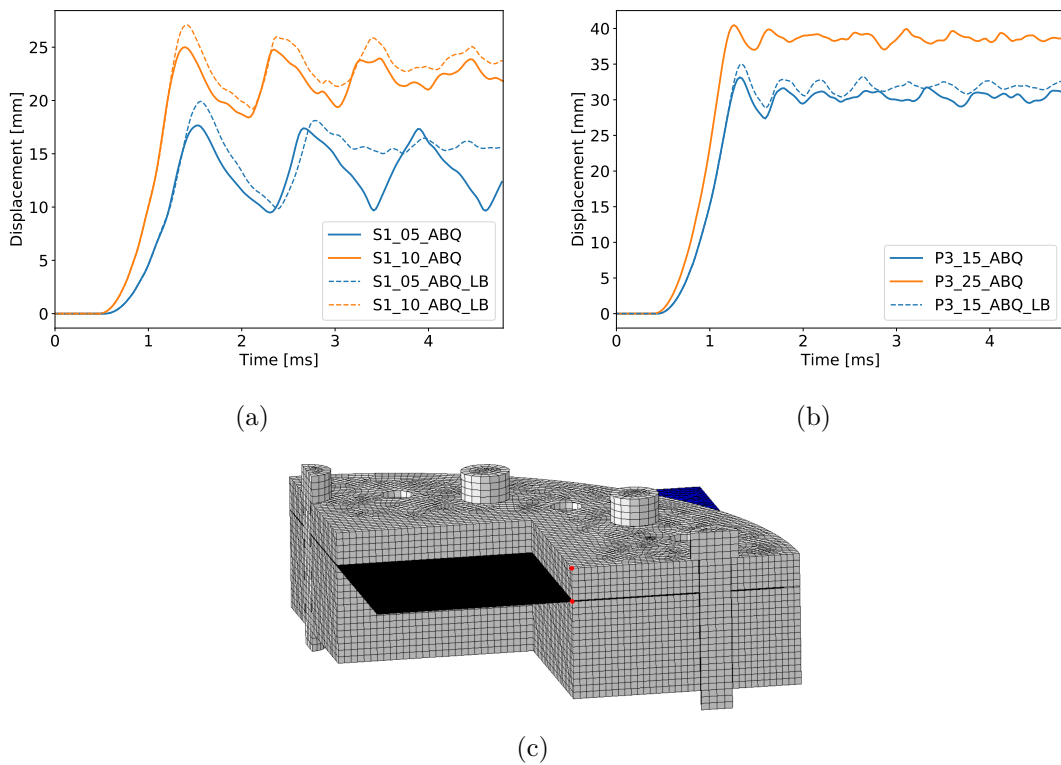 25
20
15
10
5
0
Displacement [mm]
S1_05_ABQ
S1_10_ABQ
S1_05_ABQ_LB
S1_10_ABQ_LB
0 1 2 3 4
Time [ms]
(a)
40
35
30
25
20
15
10
5
0
Displacement [mm]
P3_15_ABQ
P3_25_ABQ
P3_15_ABQ_LB
0 1 2 3 4
Time [ms]
(b)
(c)